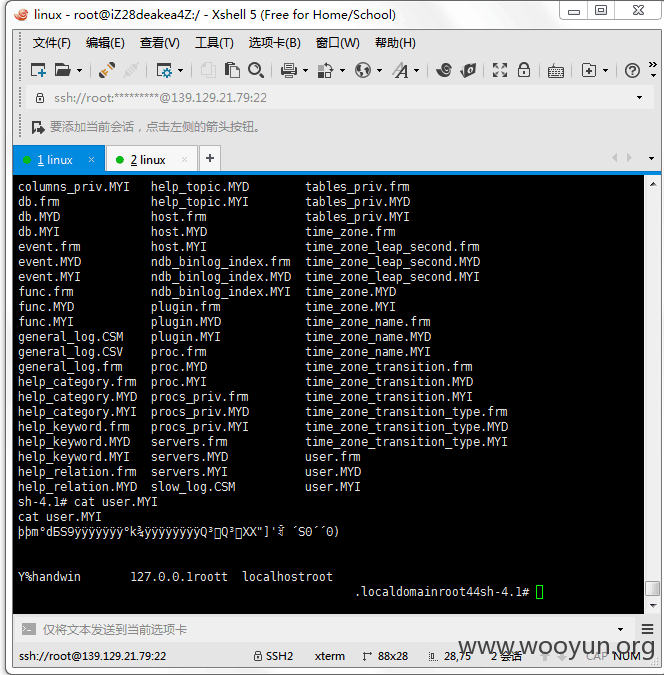 linux - root@iZ28deakea4Z:/ - Xshell 5 (Free for Home/School)
文件(F) 编辑(E) 查看(V) 工具(T) 选项卡(B) 窗口(W) 帮助(H)
ssh://root:*********@139.129.21.79:22
要添加当前会话，点击左侧的箭头按钮。
1 linux × 2 linux × +
columns_priv.MYI help_topic.MYD tables_priv.frm
db.frm help_topic.MYI tables_priv.MYD
db.MYD host.frm tables_priv.MYI
db.MYI host.MYD time_zone.frm
event.frm host.MYI time_zone_leap_second.frm
event.MYD ndb_binlog_index.frm time_zone_leap_second.MYD
event.MYI ndb_binlog_index.MYD time_zone_leap_second.MYI
func.frm ndb_binlog_index.MYI time_zone.MYD
func.MYD plugin.frm time_zone.MYI
func.MYI plugin.MYD time_zone_name.frm
general_log.CSM plugin.MYI time_zone_name.MYD
general_log.CSV proc.frm time_zone_name.MYI
general_log.frm proc.MYD time_zone_transition.frm
help_category.frm proc.MYI time_zone_transition.MYD
help_category.MYD procs_priv.frm time_zone_transition.MYI
help_category.MYI procs_priv.MYD time_zone_transition_type.frm
help_keyword.frm procs_priv.MYI time_zone_transition_type.MYD
help_keyword.MYD servers.frm time_zone_transition_type.MYI
help_keyword.MYI servers.MYD user.frm
help_relation.frm servers.MYI user.MYD
help_relation.MYD slow_log.CSM user.MYI
sh-4.1# cat user.MYI
cat user.MYI
Y%handwin 127.0.0.1roott localhostroot
.localdomainroot44sh-4.1#
仅将文本发送到当前选项卡
ssh://root@139.129.21.79:22 SSH2 xterm 88x28 28,75 2 会话 CAP NUM
www.wooyun.org